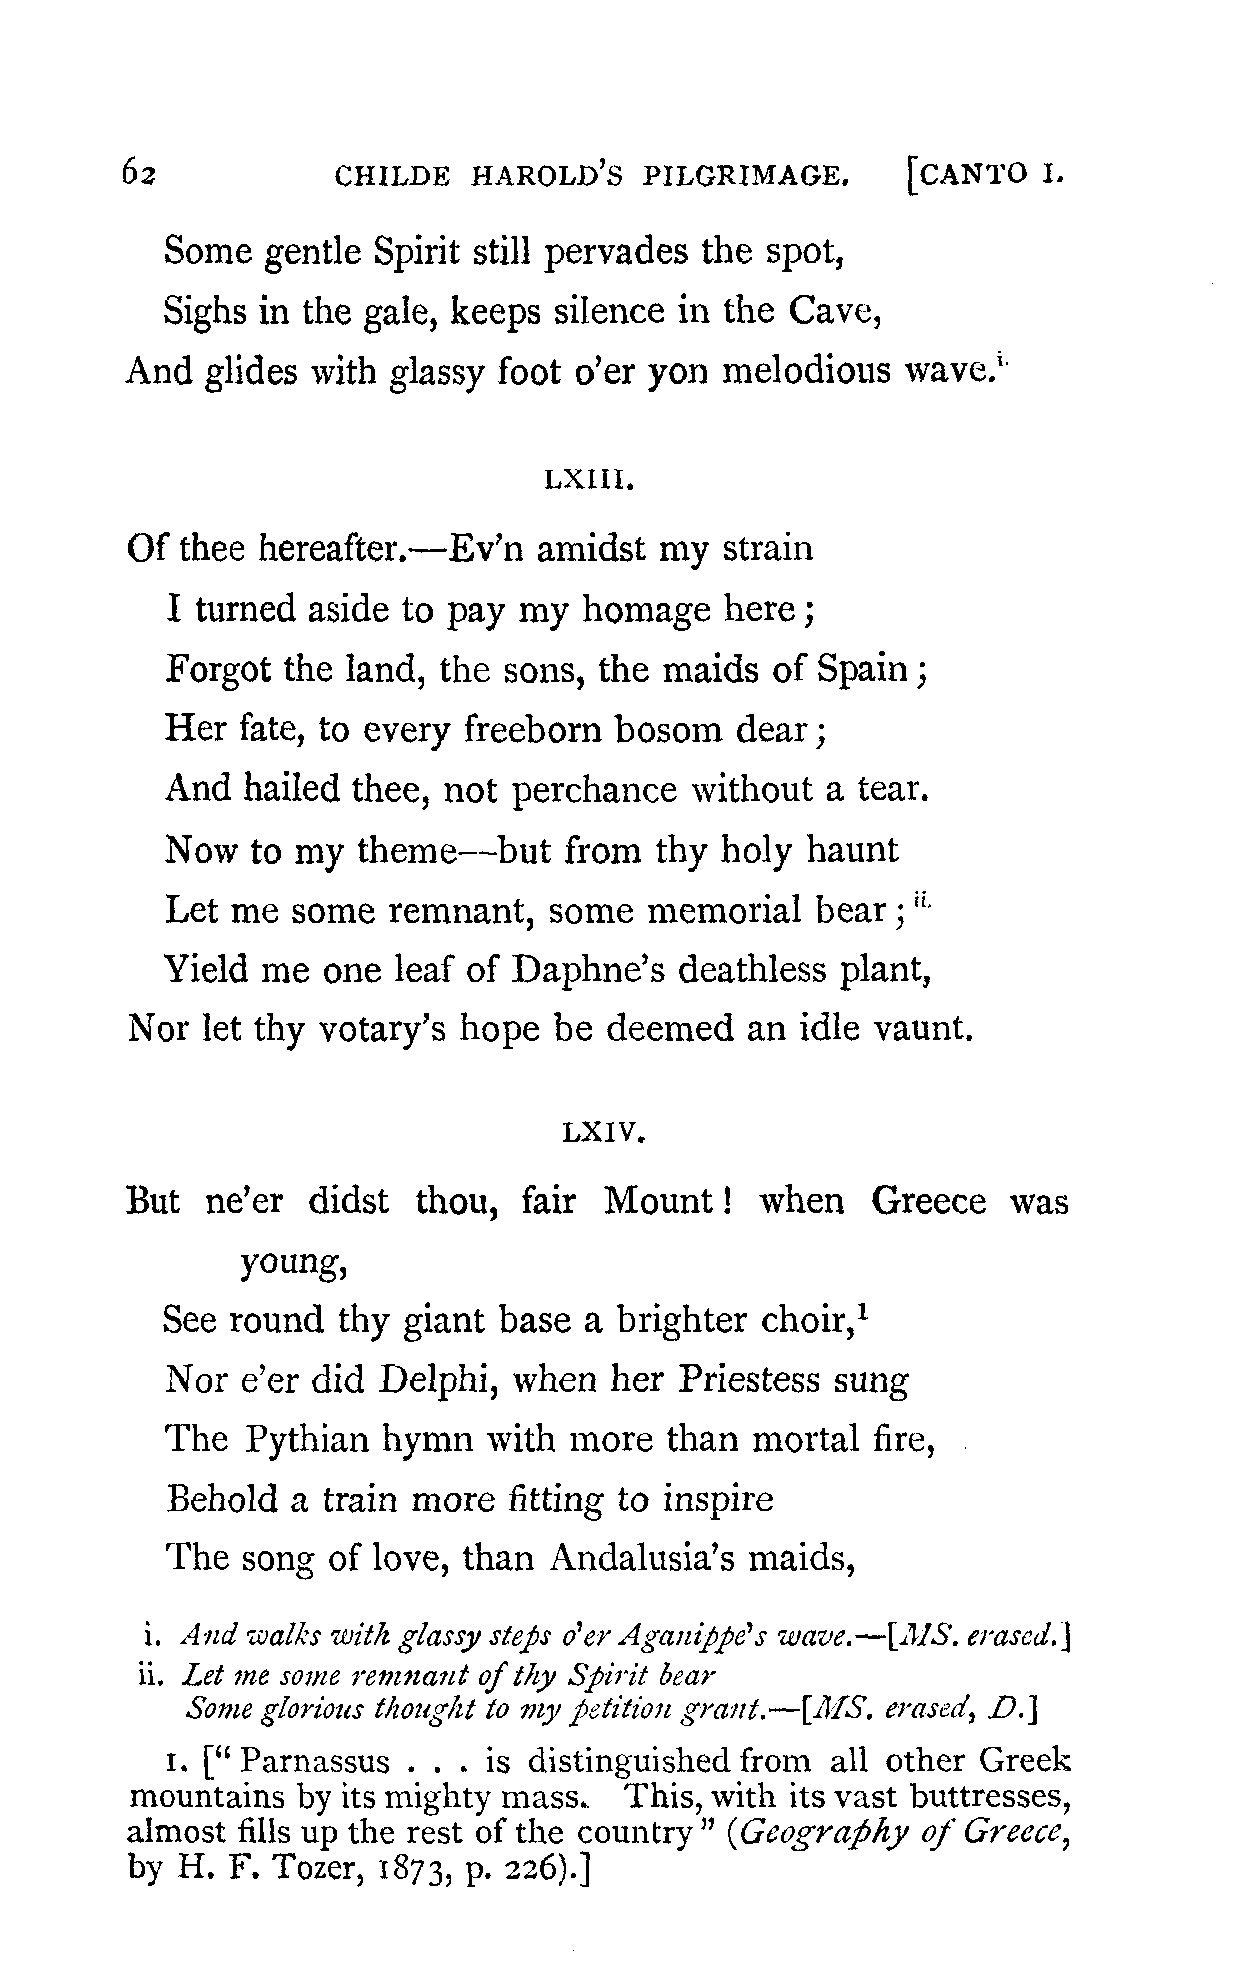 62 CHILDE HAROLD'S PILGRIMAGE. [CANTO I.
Some gentle Spirit still pervades the spot,
Sighs in the gale, keeps silence in the Cave,
And glides with glassy foot o'er yon melodious wave.i.
LXIII.
Of thee hereafter.—Ev'n amidst my strain
I turned aside to pay my homage here;
Forgot the land, the sons, the maids of Spain;
Her fate, to every freeborn bosom dear;
And hailed thee, not perchance without a tear.
Now to my theme—but from thy holy haunt
Let me some remnant, some memorial bear; ii.
Yield me one leaf of Daphne's deathless plant,
Nor let thy votary's hope be deemed an idle vaunt.
LXIV.
But ne'er didst thou, fair Mount! when Greece was
young,
See round thy giant base a brighter choir,1
Nor e'er did Delphi, when her Priestess sung
The Pythian hymn with more than mortal fire,
Behold a train more fitting to inspire
The song of love, than Andalusia's maids,
i. And walks with glassy steps o'er Aganippe's wave.—[MS. erased.]
ii. Let me some remnant of thy Spirit bear
Some glorious thought to my petition grant.—[MS. erased, D.]
1. ["Parnassus . . . is distinguished from all other Greek
mountains by its mighty mass. This, with its vast buttresses,
almost fills up the rest of the country" (Geography of Greece,
by H. F. Tozer, 1873, p. 226).]